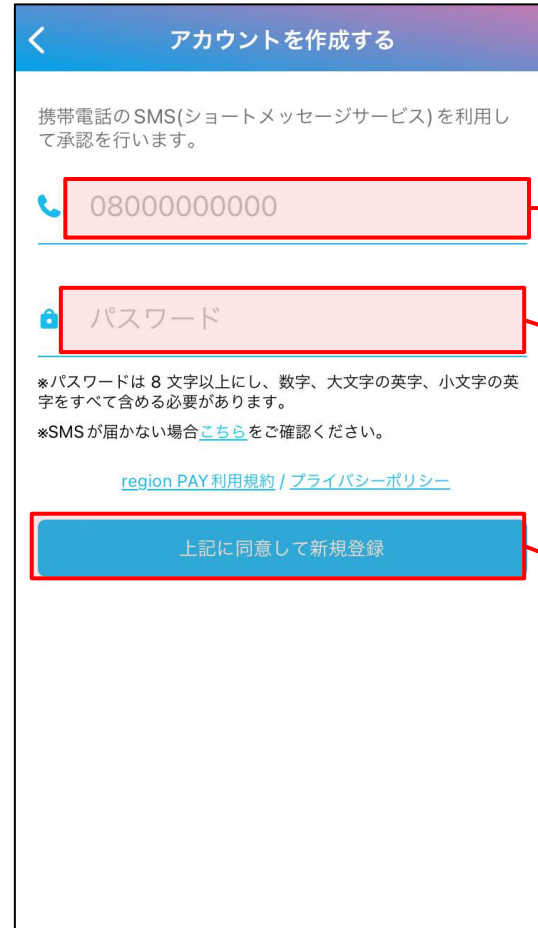 アカウントを作成する
携帯電話のSMS(ショートメッセージサービス)を利用し
て承認を行います。
08000000000
パスワード
※パスワードは 8 文字以上にし、数字、大文字の英字、小文字の英
字をすべて含める必要があります。
※SMSが届かない場合こちらをご確認ください。
region PAY利用規約 / プライバシーポリシー
上記に同意して新規登録